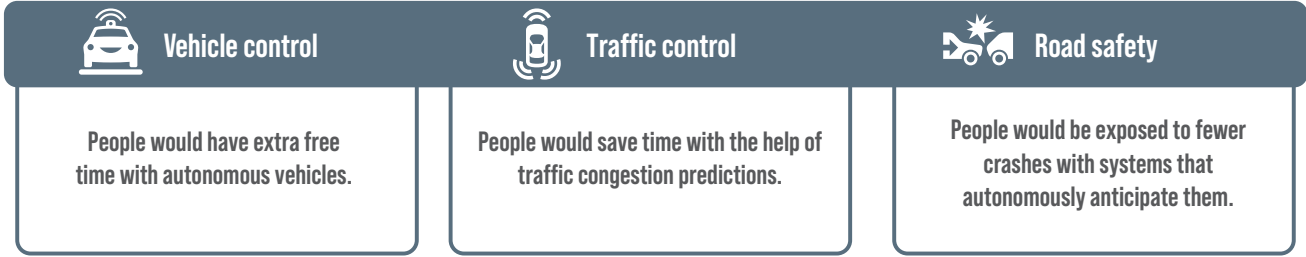 Vehicle control
People would have extra free
time with autonomous vehicles.
Traffic control
People would save time with the help of
traffic congestion predictions.
Road safety
People would be exposed to fewer
crashes with systems that
autonomously anticipate them.